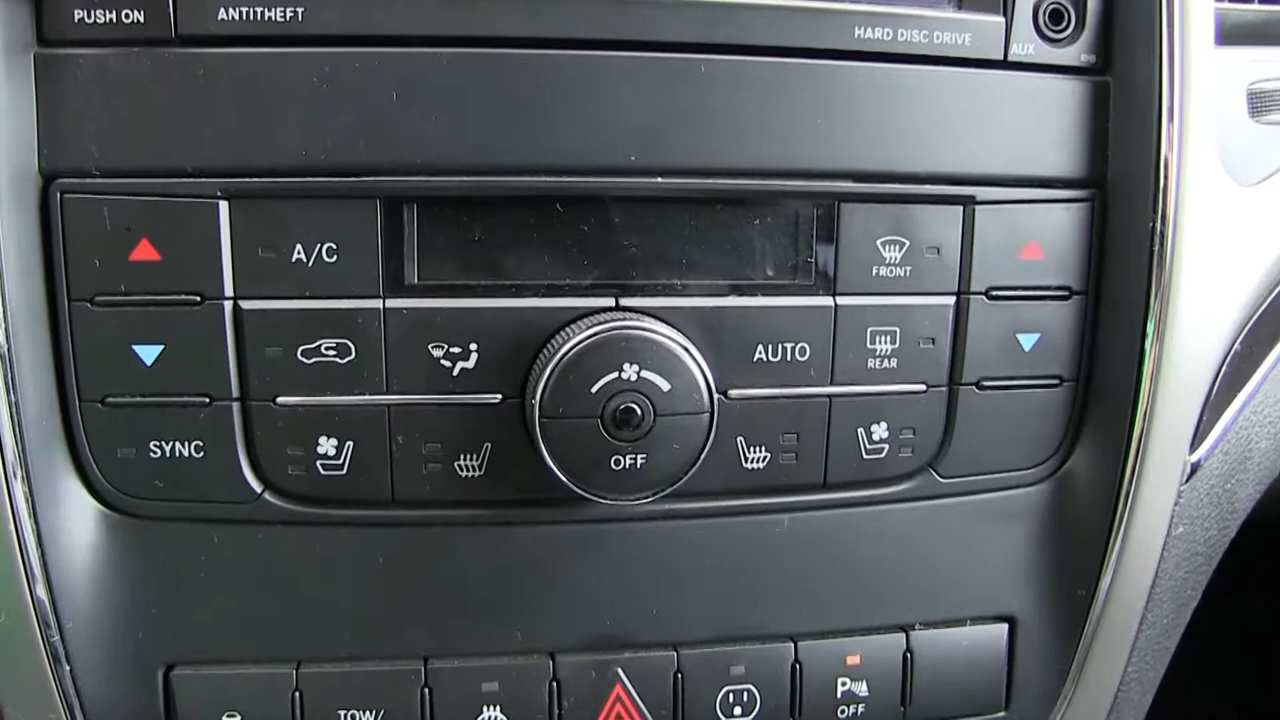 PUSH ON
ANTITHEFT
HARD DISC DRIVE
AUX
A/C
FRONT
AUTO
REAR
SYNC
OFF
TOW/
P
OFF